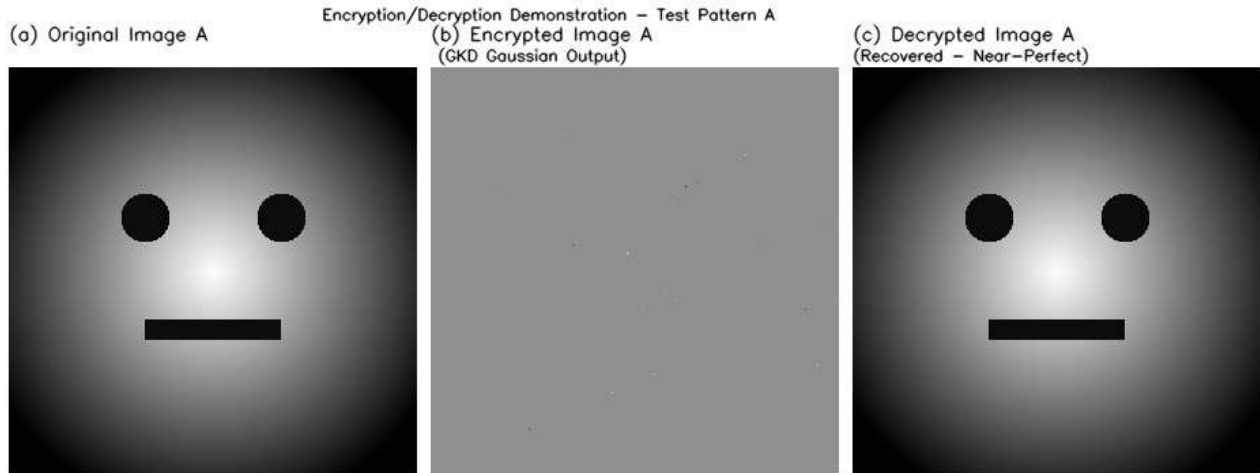 Encryption/Decryption Demonstration - Test Pattern A
(a) Original Image A
(b) Encrypted Image A
(GKD Gaussian Output)
(c) Decrypted Image A
(Recovered - Near-Perfect)